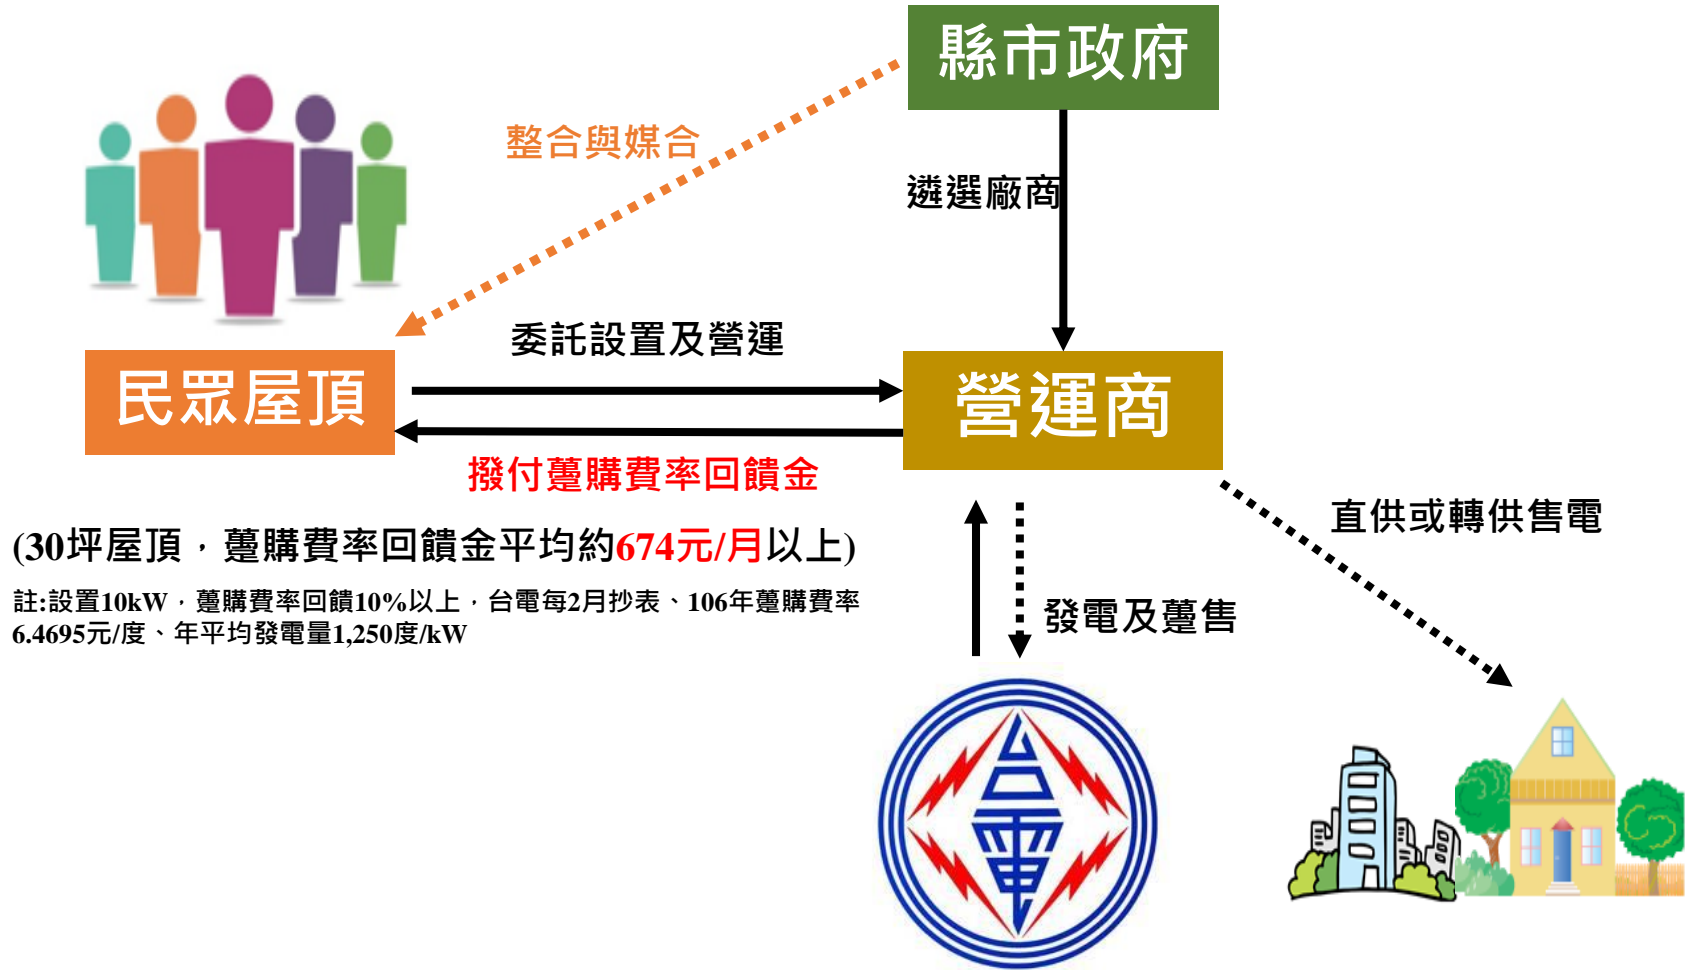 縣市政府
整合與媒合
遴選廠商
委託設置及營運
民眾屋頂
營運商
撥付躉購費率回饋金
直供或轉供售電
(30坪屋頂，躉購費率回饋金平均約674元/月以上)
註:設置10kW，躉購費率回饋10%以上，台電每2月抄表、106年躉購費率
6.4695元/度、年平均發電量1,250度/kW
發電及躉售
台電